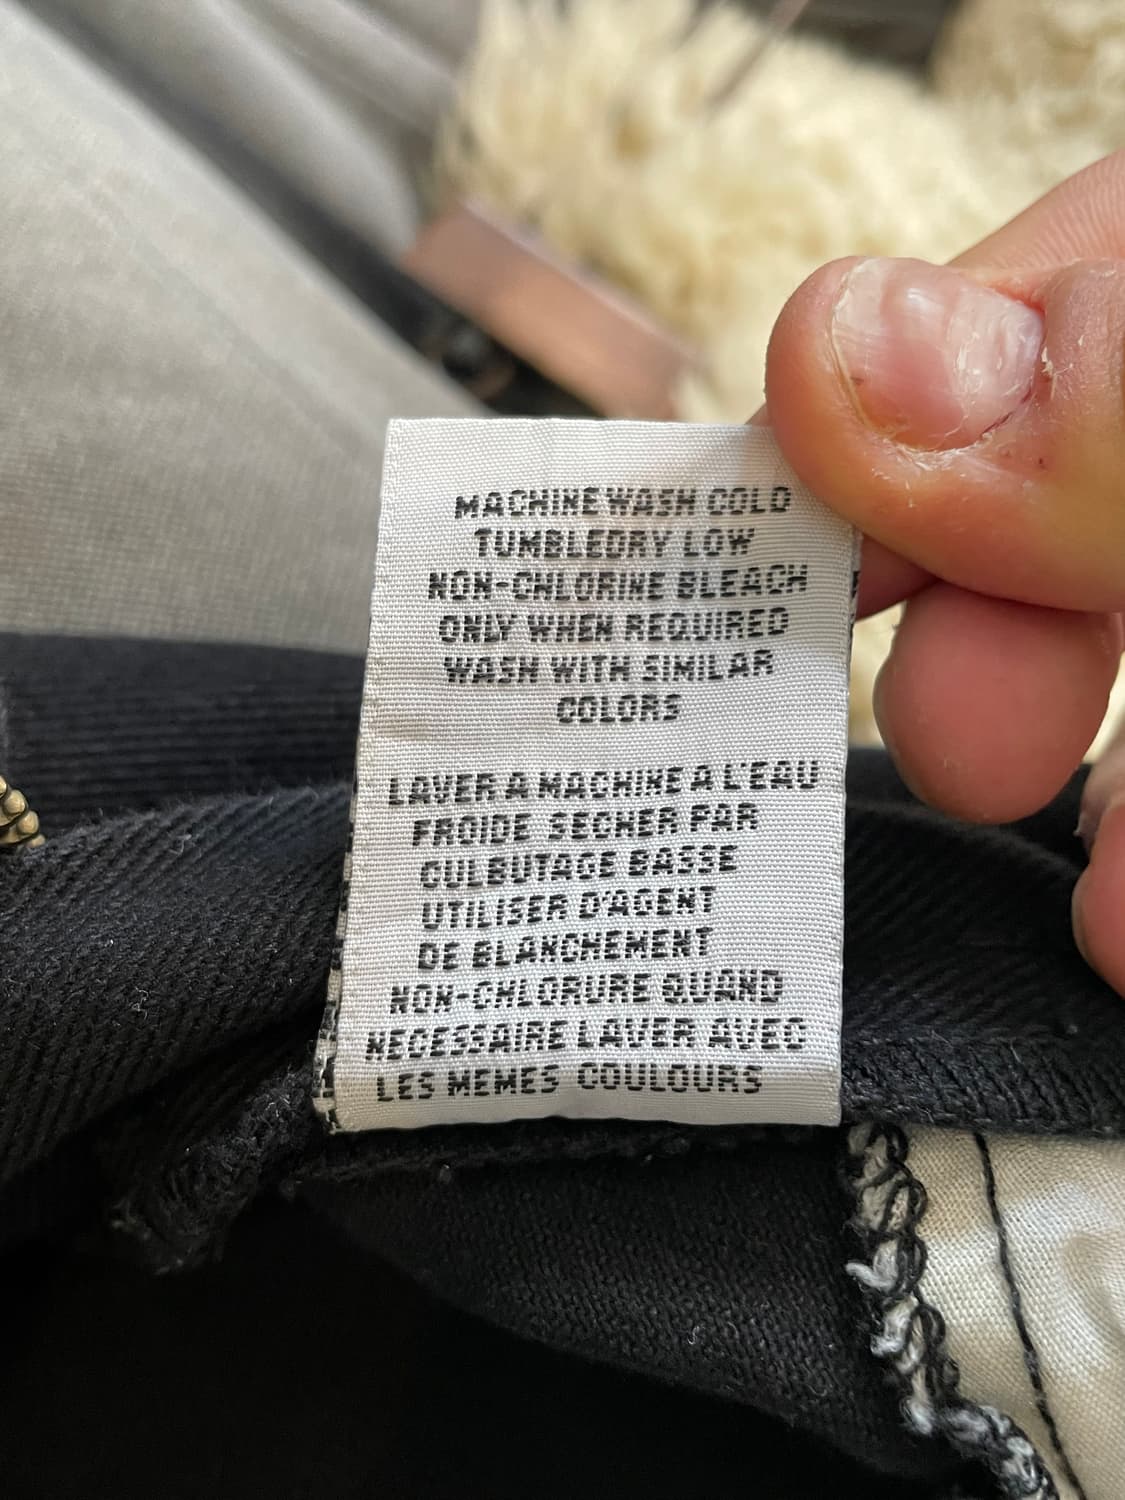 MACHINE WASH COLD
TUMBLEDRY LOW
NON-CHLORINE BLEACH
ONLY WHEN REQUIRED
WASH WITH SIMILAR
COLORS
LAVER A MACHINE A L'EAU
FROIDE SECHER PAR
CULBUTAGE BASSE
UTILISER D'AGENT
DE BLANCHEMENT
NON-CHLORURE QUAND
NECESSAIRE LAVER AVEC
LES MEMES COULOURS